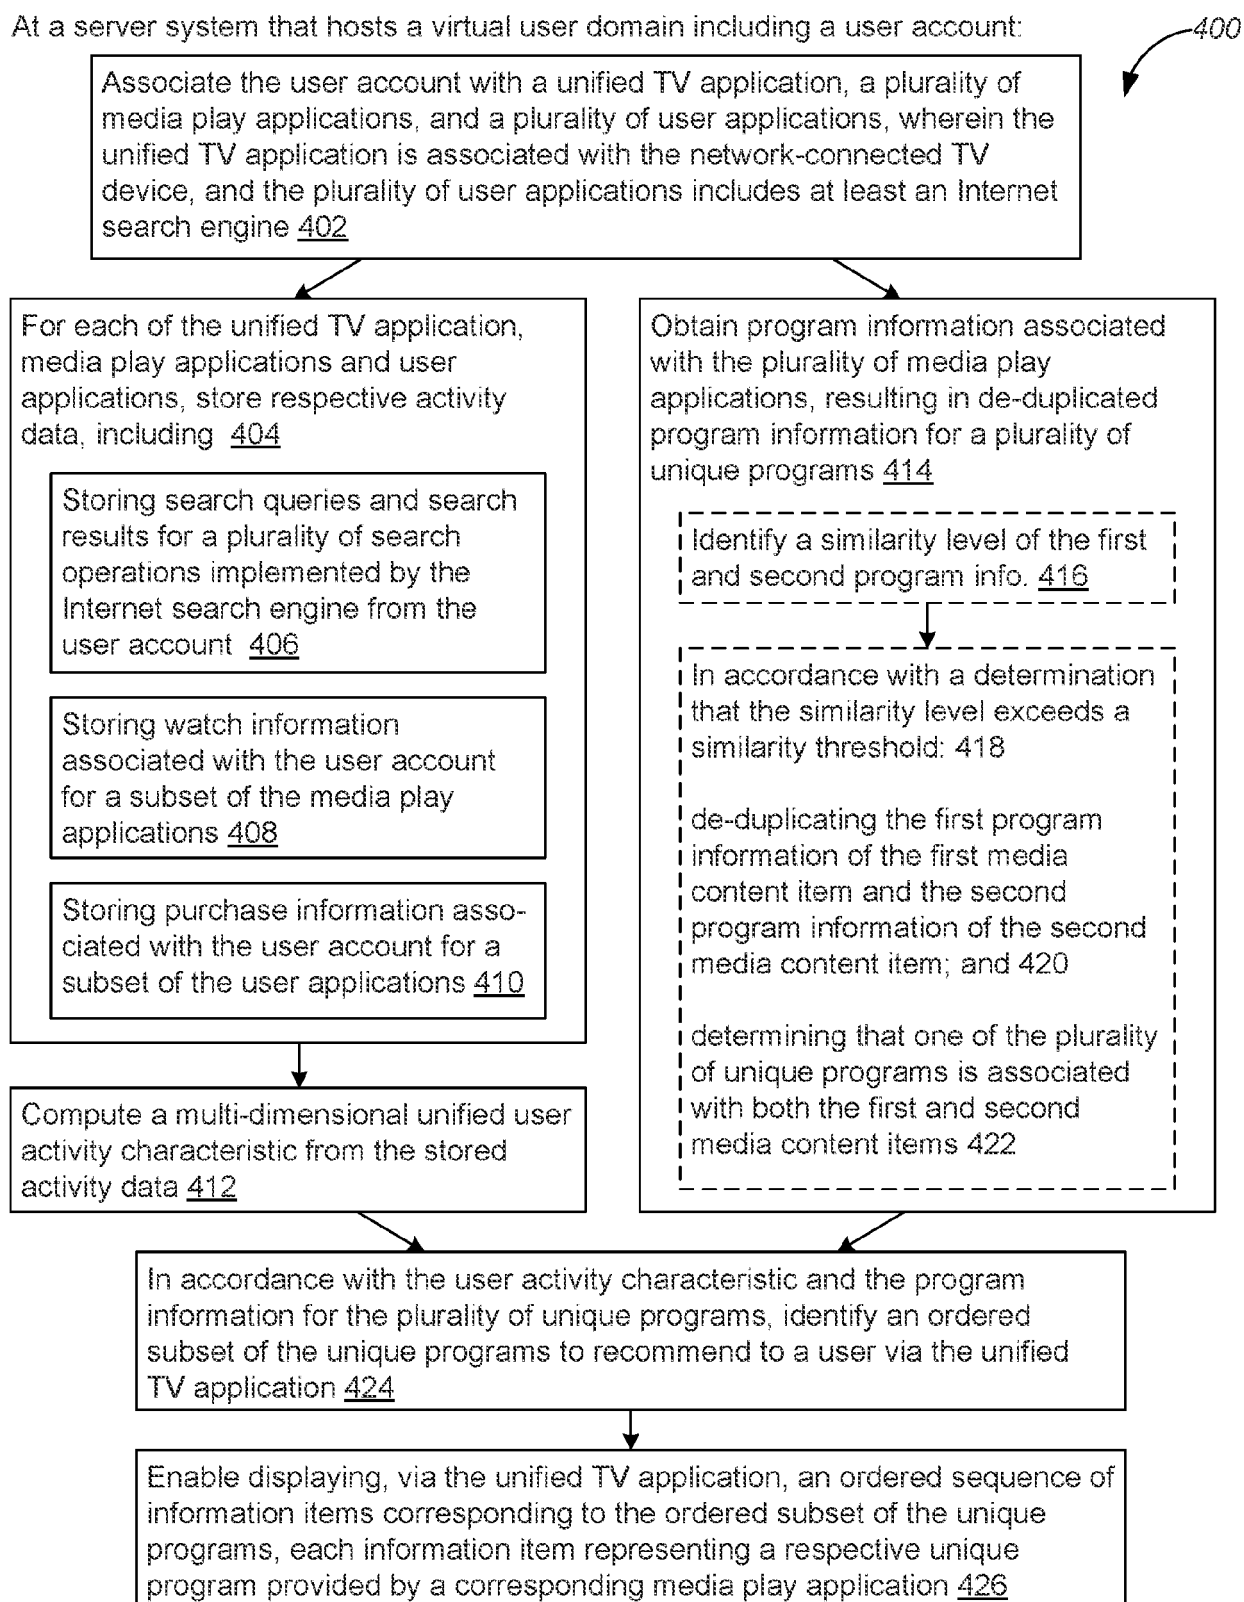 At a server system that hosts a virtual user domain including a user account:
400
Associate the user account with a unified TV application, a plurality of
media play applications, and a plurality of user applications, wherein the
unified TV application is associated with the network-connected TV
device, and the plurality of user applications includes at least an Internet
search engine 402
For each of the unified TV application,
media play applications and user
applications, store respective activity
data, including 404
Storing search queries and search
results for a plurality of search
operations implemented by the
Internet search engine from the
user account 406
Storing watch information
associated with the user account
for a subset of the media play
applications 408
Storing purchase information asso-
ciated with the user account for a
subset of the user applications 410
Compute a multi-dimensional unified user
activity characteristic from the stored
activity data 412
Obtain program information associated
with the plurality of media play
applications, resulting in de-duplicated
program information for a plurality of
unique programs 414
Identify a similarity level of the first
and second program info. 416
In accordance with a determination
that the similarity level exceeds a
similarity threshold: 418
de-duplicating the first program
information of the first media
content item and the second
program information of the second
media content item; and 420
determining that one of the plurality
of unique programs is associated
with both the first and second
media content items 422
In accordance with the user activity characteristic and the program
information for the plurality of unique programs, identify an ordered
subset of the unique programs to recommend to a user via the unified
TV application 424
Enable displaying, via the unified TV application, an ordered sequence of
information items corresponding to the ordered subset of the unique
programs, each information item representing a respective unique
program provided by a corresponding media play application 426